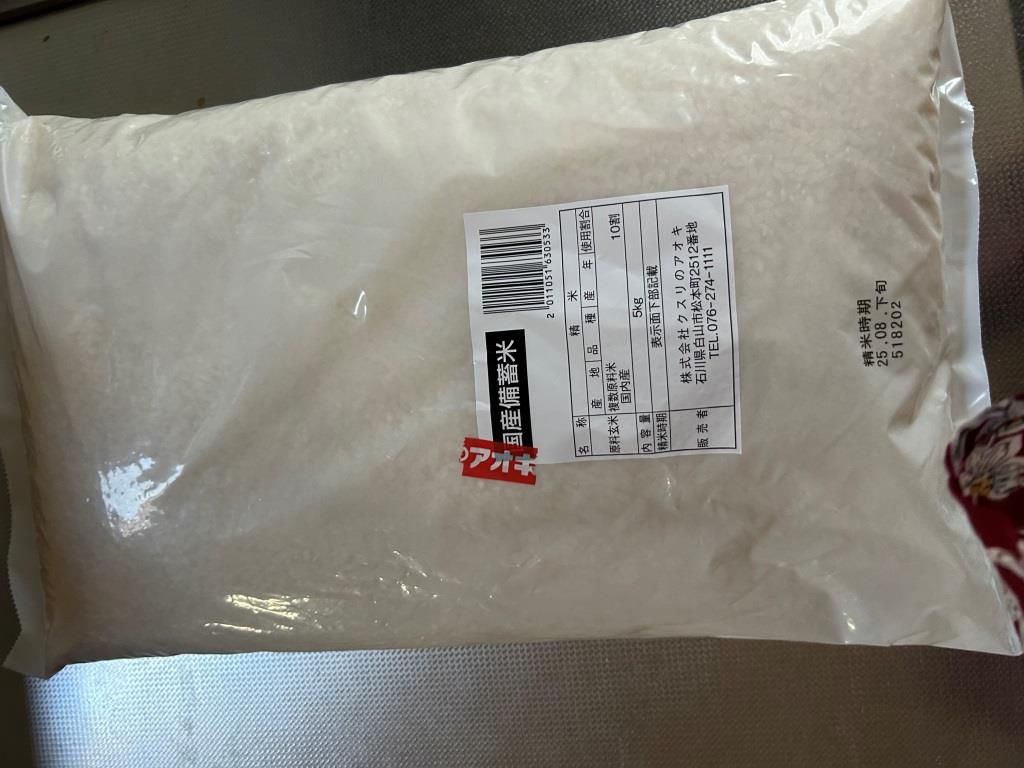 国産備蓄米
2 011051 630533
のアオキ
名称 精米
原料玄米 産地 品種 産年 使用割合
複数原料米
国内産 10割
内容量 5kg
精米時期 表示面下部記載
販売者 株式会社クスリのアオキ
石川県白山市松本町2512番地
TEL.076-274-1111
精米時期
25.08.下旬
518202